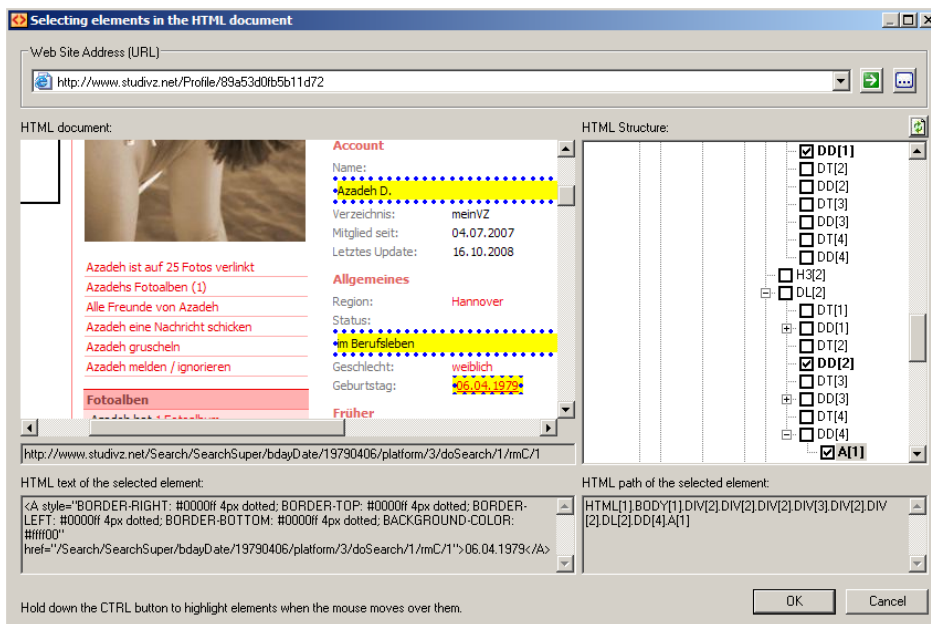 Selecting elements in the HTML document
Web Site Address (URL)
http://www.studivz.net/Profile/89a53d0fb5b11d72
HTML document:
Account
Name:
Azadeh D.
Verzeichnis: meinVZ
Mitglied seit: 04.07.2007
Letztes Update: 16.10.2008
Azadeh ist auf 25 Fotos verlinkt
Azadehs Fotoalben (1)
Alle Freunde von Azadeh
Azadeh eine Nachricht schicken
Azadeh gruscheln
Azadeh melden / ignorieren
Fotoalben
Azadeh hat 1 Fotoalbum
Allgemeines
Region: Hannover
Status:
im Berufsleben
Geschlecht: weiblich
Geburtstag: 06.04.1979
Früher
http://www.studivz.net/Search/SearchSuper/bdayDate/19790406/platform/3/doSearch/1/rmC/1
HTML Structure:
DD[1]
DT[2]
DD[2]
DT[3]
DD[3]
DT[4]
DD[4]
H3[2]
DL[2]
DT[1]
DD[1]
DT[2]
DD[2]
DT[3]
DD[3]
DT[4]
DD[4]
A[1]
HTML text of the selected element:
<A style="BORDER-RIGHT: #0000ff 4px dotted; BORDER-TOP: #0000ff 4px dotted; BORDER-
LEFT: #0000ff 4px dotted; BORDER-BOTTOM: #0000ff 4px dotted; BACKGROUND-COLOR:
#ffff00"
href="/Search/SearchSuper/bdayDate/19790406/platform/3/doSearch/1/rmC/1">06.04.1979</A>
HTML path of the selected element:
HTML[1].BODY[1].DIV[2].DIV[2].DIV[2].DIV[3].DIV[2].DIV
[2].DL[2].DD[4].A[1]
Hold down the CTRL button to highlight elements when the mouse moves over them.
OK
Cancel